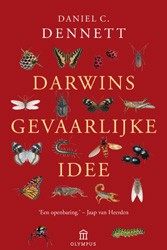 DANIEL C.
DENNETT
DARWINS
GEVAARLIJKE
IDEE
'Een openbaring.' – Jaap van Heerden
OLYMPUS